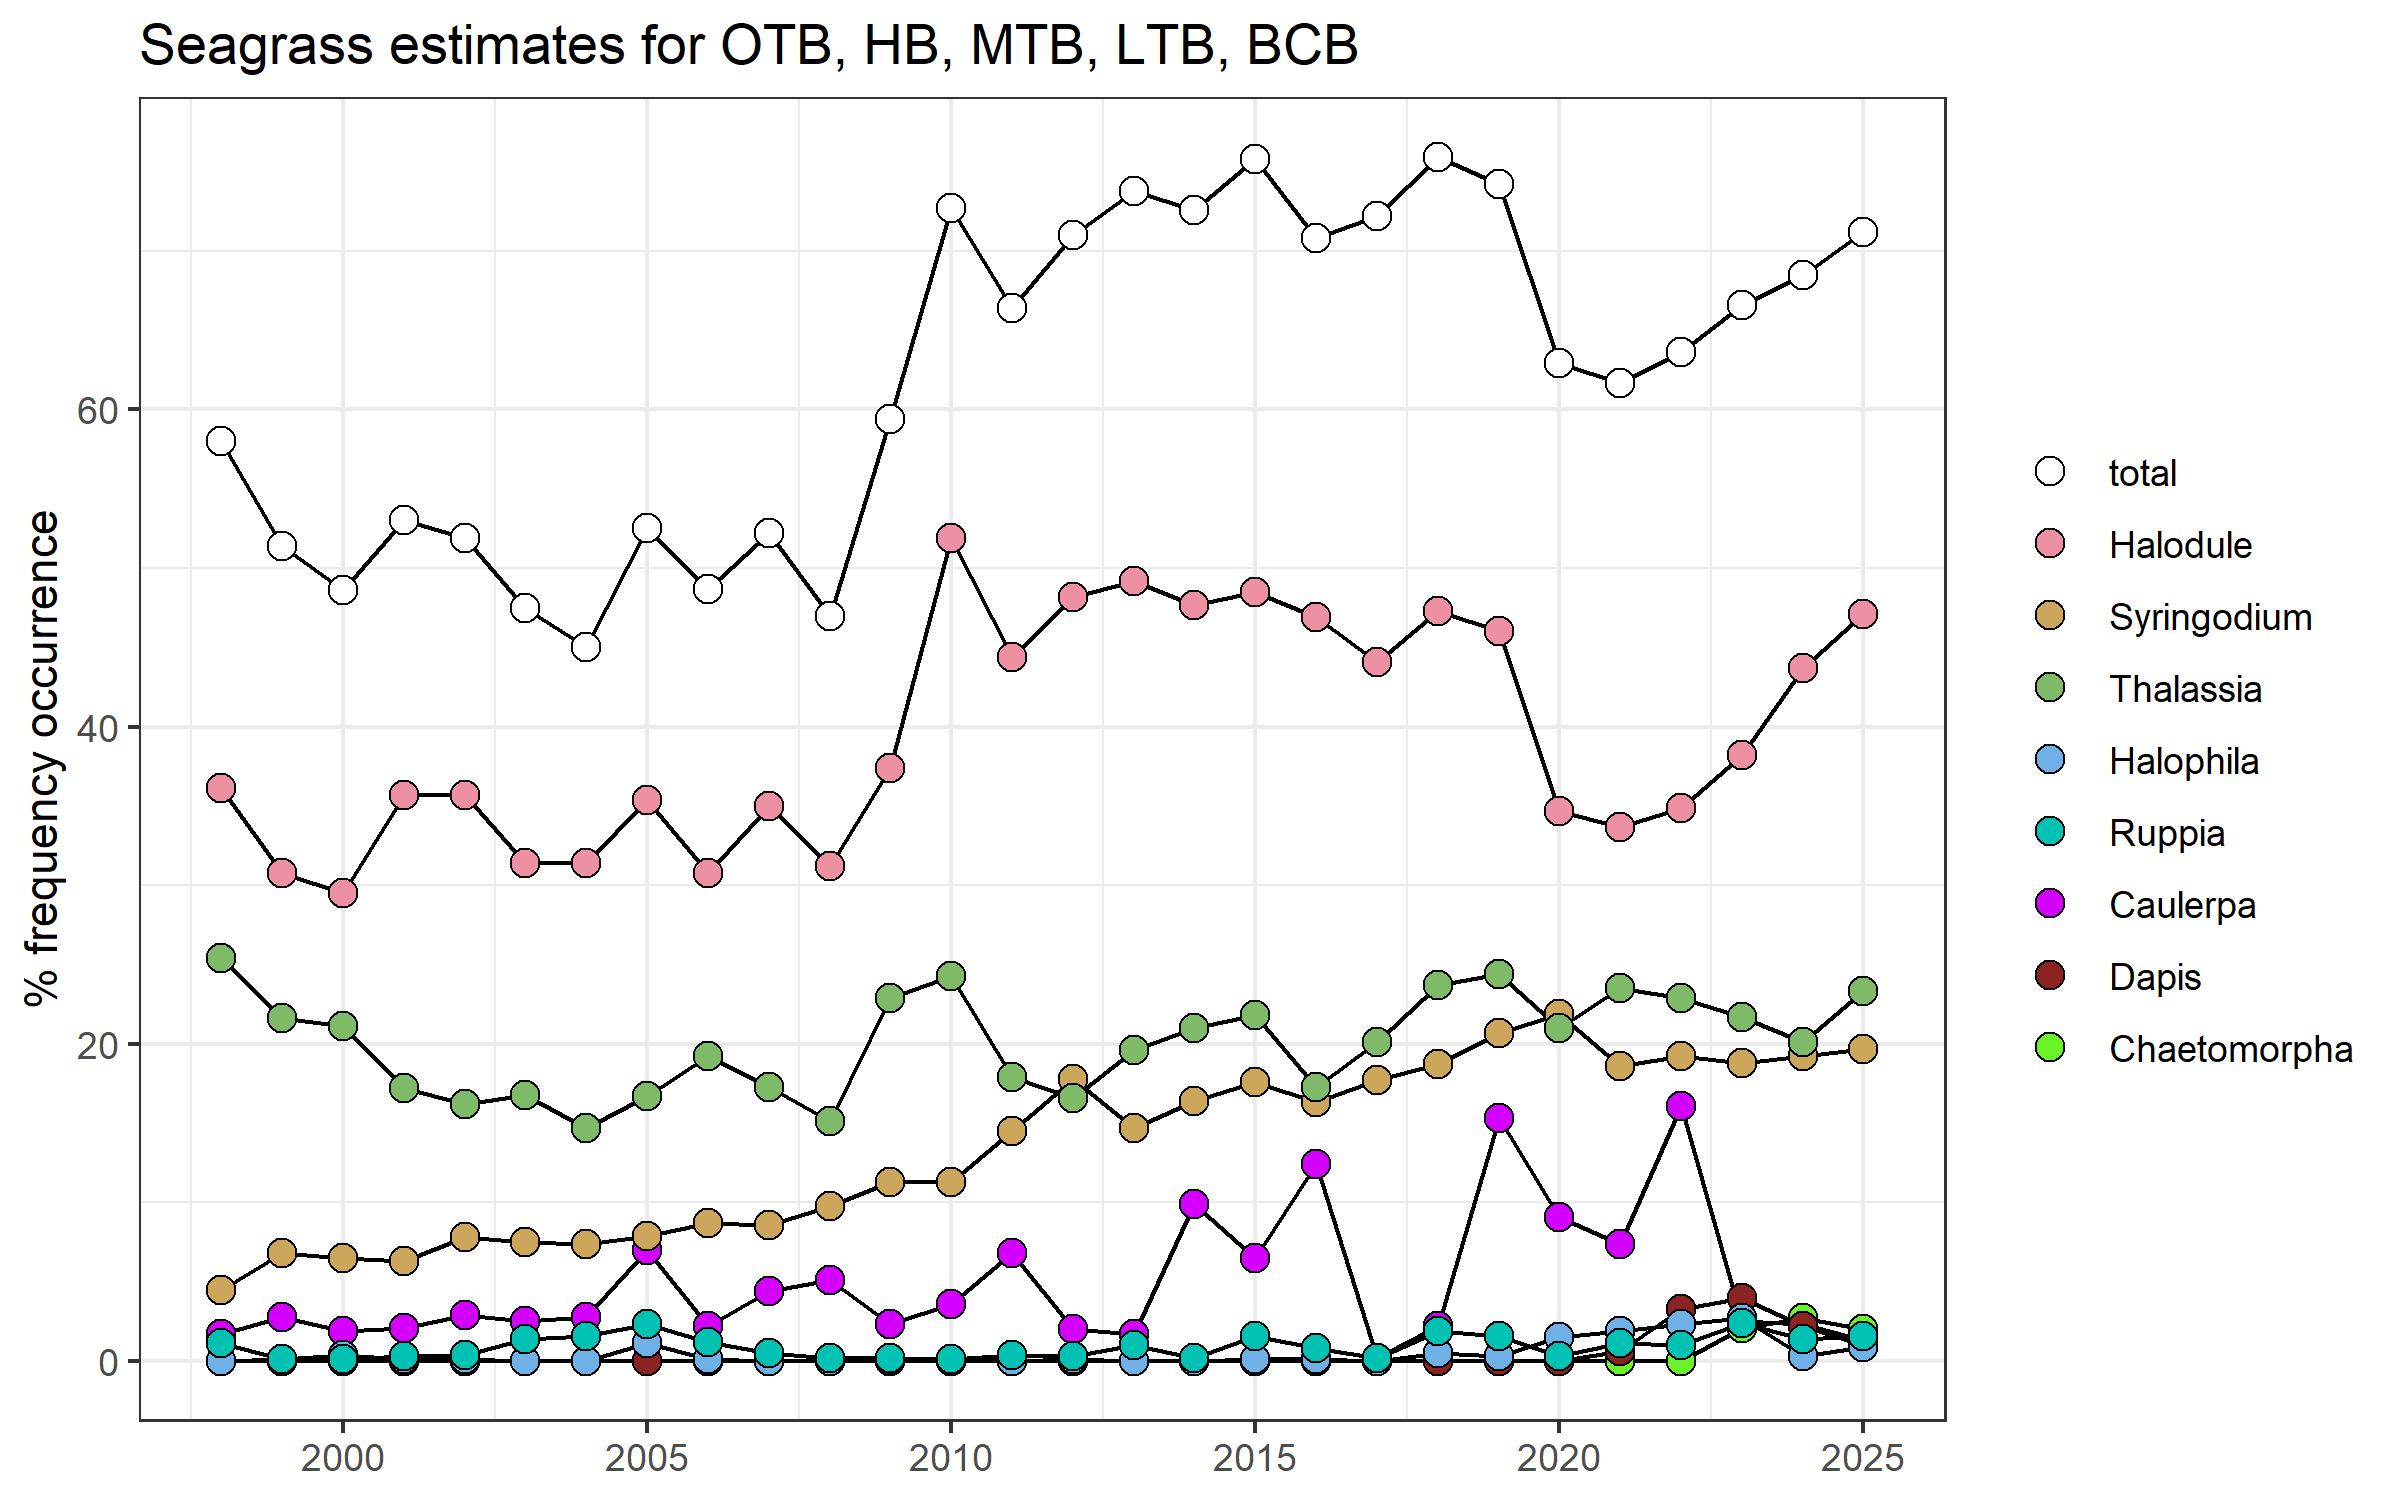 Seagrass estimates for OTB, HB, MTB, LTB, BCB
% frequency occurrence
60
40
20
0
2000 2005 2010 2015 2020 2025
total
Halodule
Syringodium
Thalassia
Halophila
Ruppia
Caulerpa
Dapis
Chaetomorpha